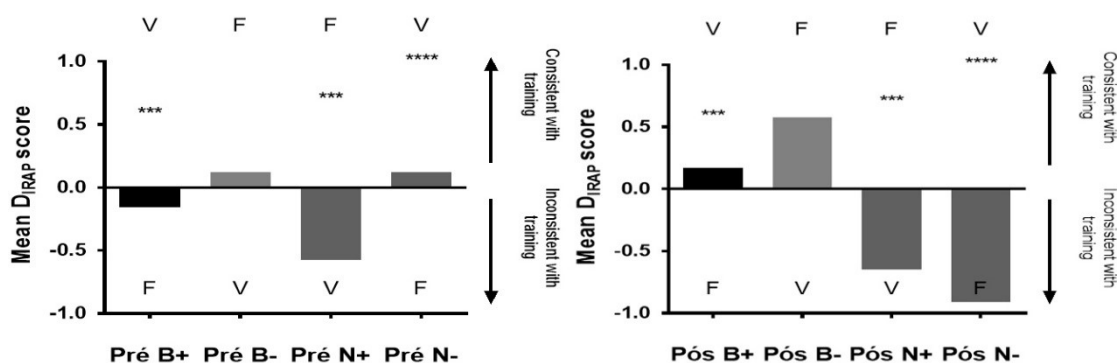 V F F V
****
1.0
***
***
0.5
0.0
-0.5
F V V F
-1.0
Pré B+ Pré B- Pré N+ Pré N-
Mean DIRAP score
Consistent with
training
Inconsistent with
training
V F F V
****
1.0
***
***
0.5
0.0
-0.5
F V V F
-1.0
Pós B+ Pós B- Pós N+ Pós N-
Mean DIRAP score
Consistent with
training
Inconsistent with
training